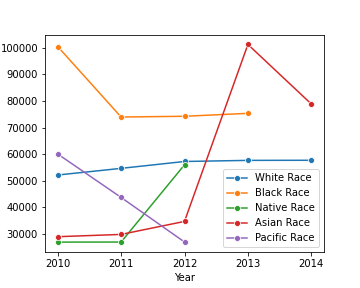 100000
90000
80000
70000
60000
50000
40000
30000
White Race
Black Race
Native Race
Asian Race
Pacific Race
2010 2011 2012 2013 2014
Year